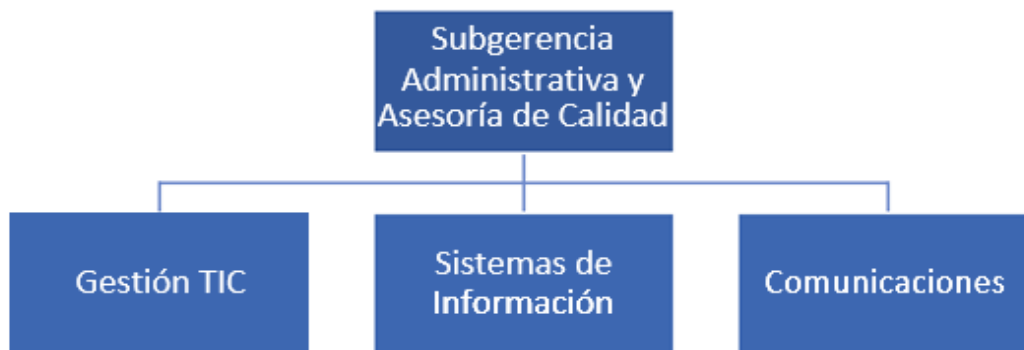 Subgerencia
Administrativa y
Asesoría de Calidad
Gestión TIC
Sistemas de
Información
Comunicaciones